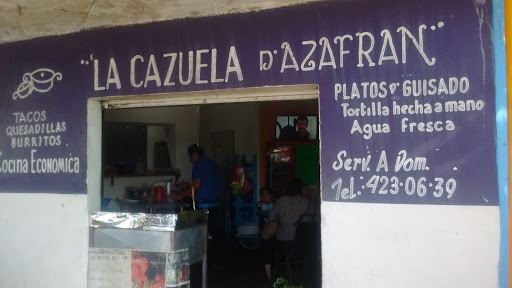 "LA CAZUELA D'AZAFRAN"
TACOS
QUESADILLAS
BURRITOS
Cocina Economica
PLATOS D' GUISADO
Tortilla hecha a mano
Agua Fresca
Serv. A Dom.
Tel.: 423-06-39